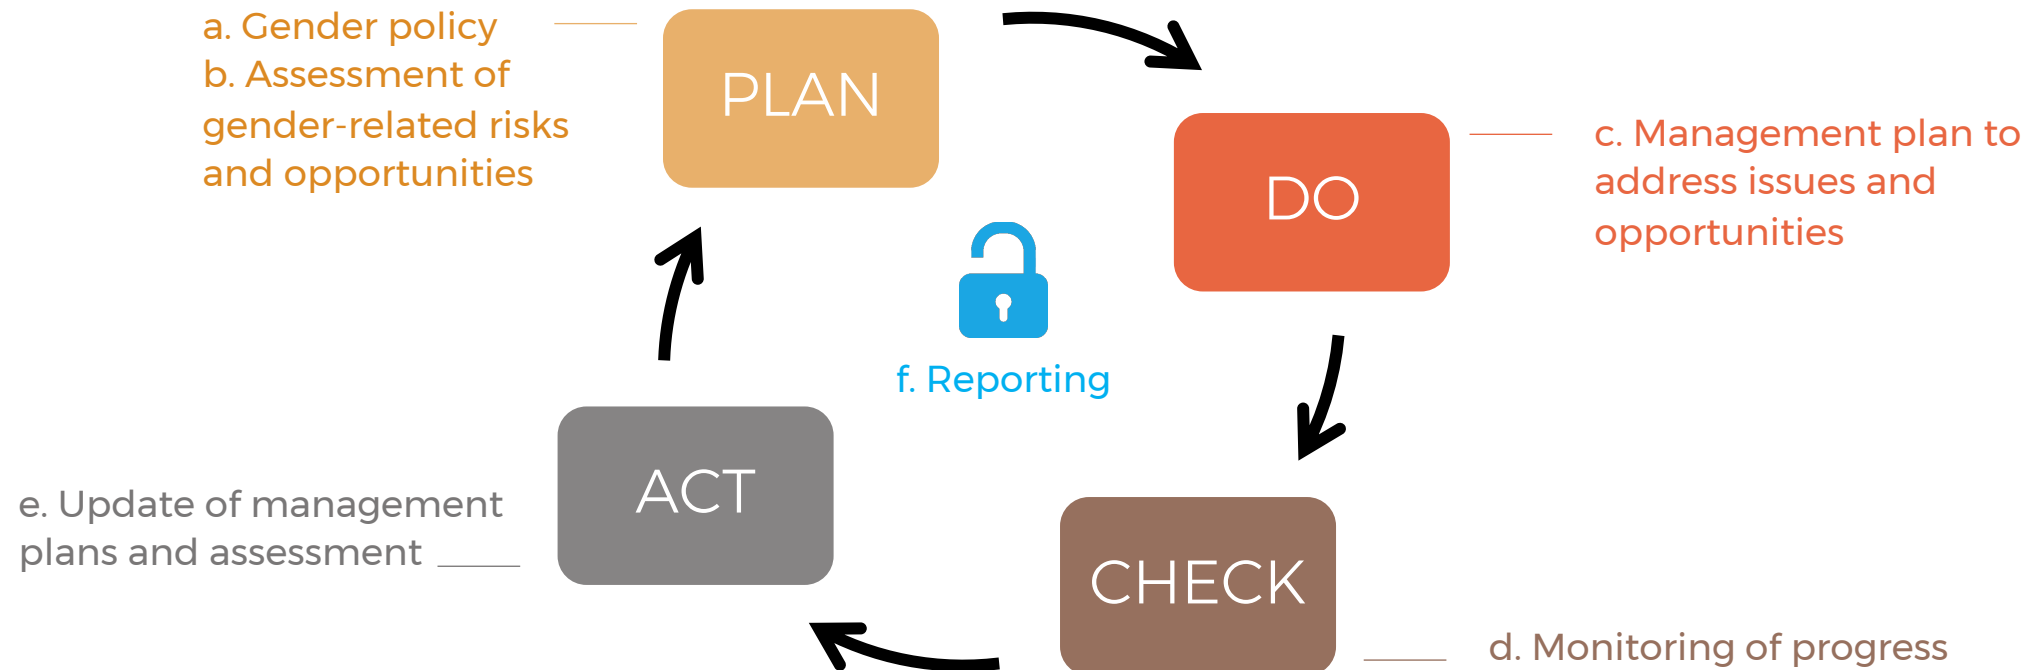 a. Gender policy
b. Assessment of
gender-related risks
and opportunities
PLAN
DO
c. Management plan to
address issues and
opportunities
f. Reporting
ACT
e. Update of management
plans and assessment
CHECK
d. Monitoring of progress